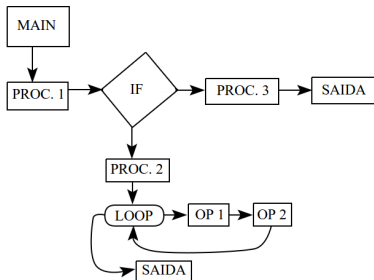 MAIN
PROC. 1
IF
PROC. 3
SAIDA
PROC. 2
LOOP
OP 1
OP 2
SAIDA